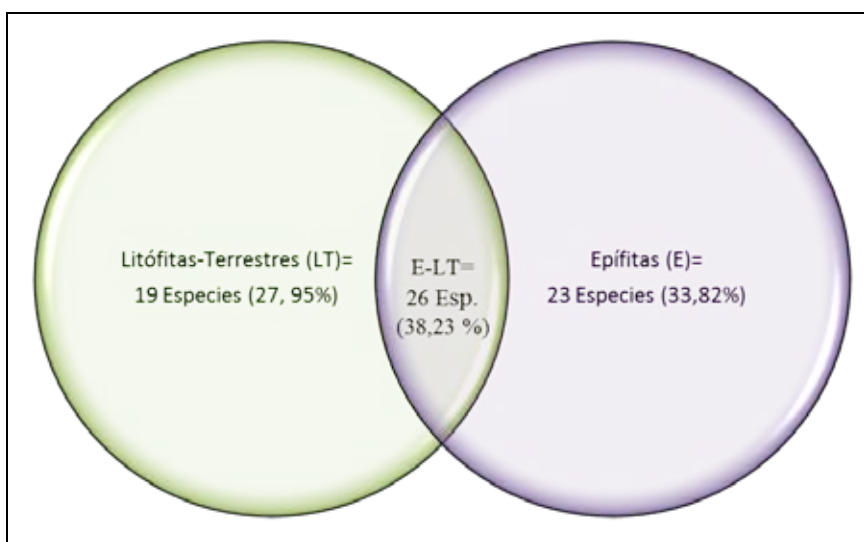 Litófitas-Terrestres (LT)=
19 Especies (27, 95%)
E-LT=
26 Esp.
(38,23 %)
Epífitas (E)=
23 Especies (33,82%)